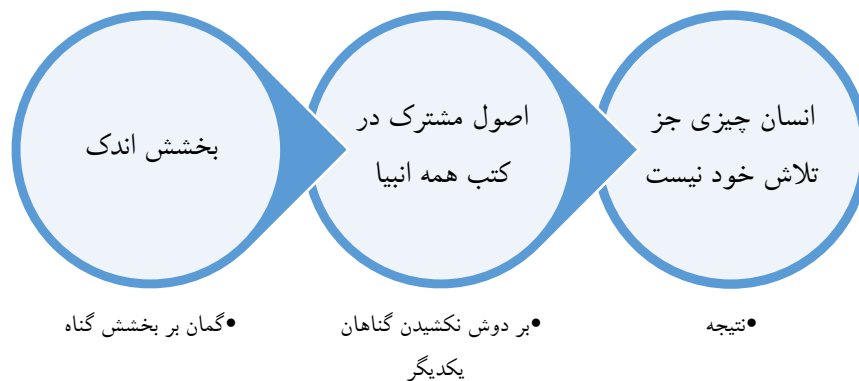 بخشش اندک
اصول مشترک در
کتب همه انبیا
انسان چیزی جز
تلاش خود نیست
•گمان بر بخشش گناه
•بر دوش نکشیدن گناهان
یکدیگر
•نتیجه